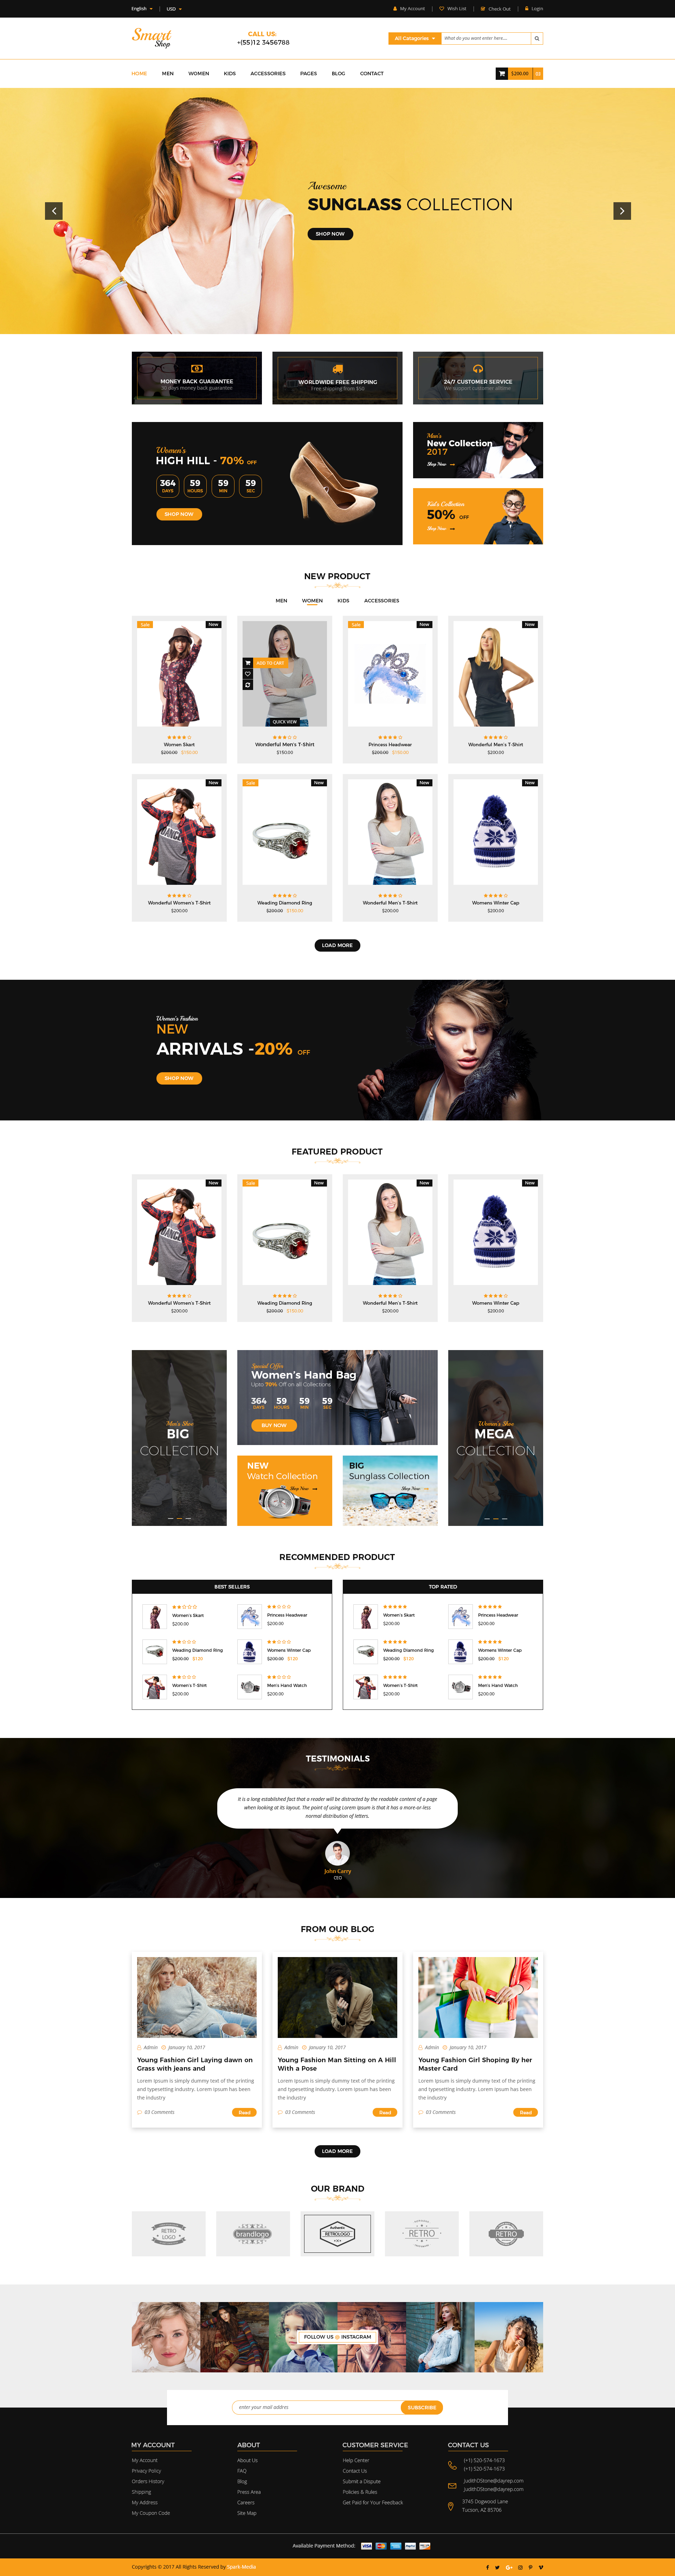 English
USD
My Account
Wish List
Check Out
Login
Smart
Shop
CALL US:
+(55)12 3456788
All Catagories
What do you want enter here....
HOME
MEN
WOMEN
KIDS
ACCESSORIES
PAGES
BLOG
CONTACT
$200.00
03
Awesome
SUNGLASS COLLECTION
SHOP NOW
MONEY BACK GUARANTEE
30 days money back guarantee
WORLDWIDE FREE SHIPPING
Free shipping from $50
24/7 CUSTOMER SERVICE
We support customer alltime
Women's
HIGH HILL - 70% OFF
364 59 59 59
DAYS HOURS MIN SEC
SHOP NOW
Men's
New Collection
2017
Shop Now
Kid's Collection
50% OFF
Shop Now
NEW PRODUCT
MEN
WOMEN
KIDS
ACCESSORIES
Sale
New
Women Skart
$200.00 $150.00
ADD TO CART
QUICK VIEW
Wonderful Men's T-Shirt
$150.00
Sale
New
Princess Headwear
$200.00 $150.00
New
Wonderful Men's T-Shirt
$200.00
New
Wonderful Women's T-Shirt
$200.00
Sale
New
Weading Diamond Ring
$200.00 $150.00
New
Wonderful Men's T-Shirt
$200.00
New
Womens Winter Cap
$200.00
LOAD MORE
Women's Fashion
NEW
ARRIVALS -20% OFF
SHOP NOW
FEATURED PRODUCT
New
Wonderful Women's T-Shirt
$200.00
Sale
New
Weading Diamond Ring
$200.00 $150.00
New
Wonderful Men's T-Shirt
$200.00
New
Womens Winter Cap
$200.00
Men's Shoe
BIG
COLLECTION
Special Offer
Women's Hand Bag
Upto 70% Off on all Collections
364 59 59 59
DAYS HOURS MIN SEC
BUY NOW
NEW
Watch Collection
Shop Now
BIG
Sunglass Collection
Shop Now
Women's Shoe
MEGA
COLLECTION
RECOMMENDED PRODUCT
BEST SELLERS
Women's Skart
$200.00
Princess Headwear
$200.00
Weading Diamond Ring
$200.00 $120
Womens Winter Cap
$200.00 $120
Women's T-Shirt
$200.00
Men's Hand Watch
$200.00
TOP RATED
Women's Skart
$200.00
Princess Headwear
$200.00
Weading Diamond Ring
$200.00 $120
Womens Winter Cap
$200.00 $120
Women's T-Shirt
$200.00
Men's Hand Watch
$200.00
TESTIMONIALS
It is a long established fact that a reader will be distracted by the readable content of a page
when looking at its layout. The point of using Lorem Ipsum is that it has a more-or-less
normal distribution of letters.
John Carry
CEO
FROM OUR BLOG
Admin January 10, 2017
Young Fashion Girl Laying dawn on
Grass with jeans and
Lorem Ipsum is simply dummy text of the printing
and typesetting industry. Lorem Ipsum has been
the industry
03 Comments
Read
Admin January 10, 2017
Young Fashion Man Sitting on A Hill
With a Pose
Lorem Ipsum is simply dummy text of the printing
and typesetting industry. Lorem Ipsum has been
the industry
03 Comments
Read
Admin January 10, 2017
Young Fashion Girl Shoping By her
Master Card
Lorem Ipsum is simply dummy text of the printing
and typesetting industry. Lorem Ipsum has been
the industry
03 Comments
Read
LOAD MORE
OUR BRAND
RETRO
LOGO
brandlogo
Authentic
RETROLOGO
RETRO
RETRO
FOLLOW US @ INSTAGRAM
enter your mail addres
SUBSCRIBE
MY ACCOUNT
My Account
Privacy Policy
Orders History
Shipping
My Address
My Coupon Code
ABOUT
About Us
FAQ
Blog
Press Area
Careers
Site Map
CUSTOMER SERVICE
Help Center
Contact Us
Submit a Dispute
Policies & Rules
Get Paid for Your Feedback
CONTACT US
(+1) 520-574-1673
(+1) 520-574-1673
JudithDStone@dayrep.com
JudithDStone@dayrep.com
3745 Dogwood Lane
Tucson, AZ 85706
Available Payment Method:
VISA
Copyrights © 2017 All Rights Reserved by Spark-Media